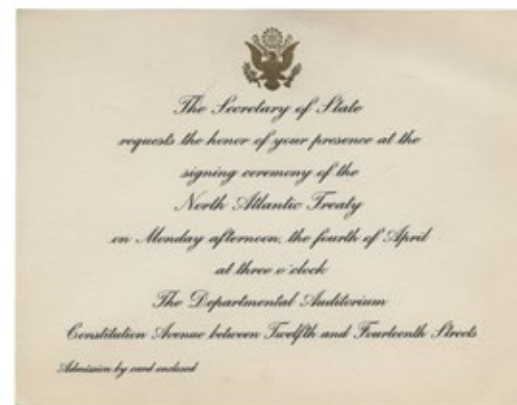 The Secretary of State
requests the honor of your presence at the
signing ceremony of the
North Atlantic Treaty
on Monday afternoon, the fourth of April
at three o'clock
The Departmental Auditorium
Constitution Avenue between Twelfth and Fourteenth Streets
Admission by card enclosed